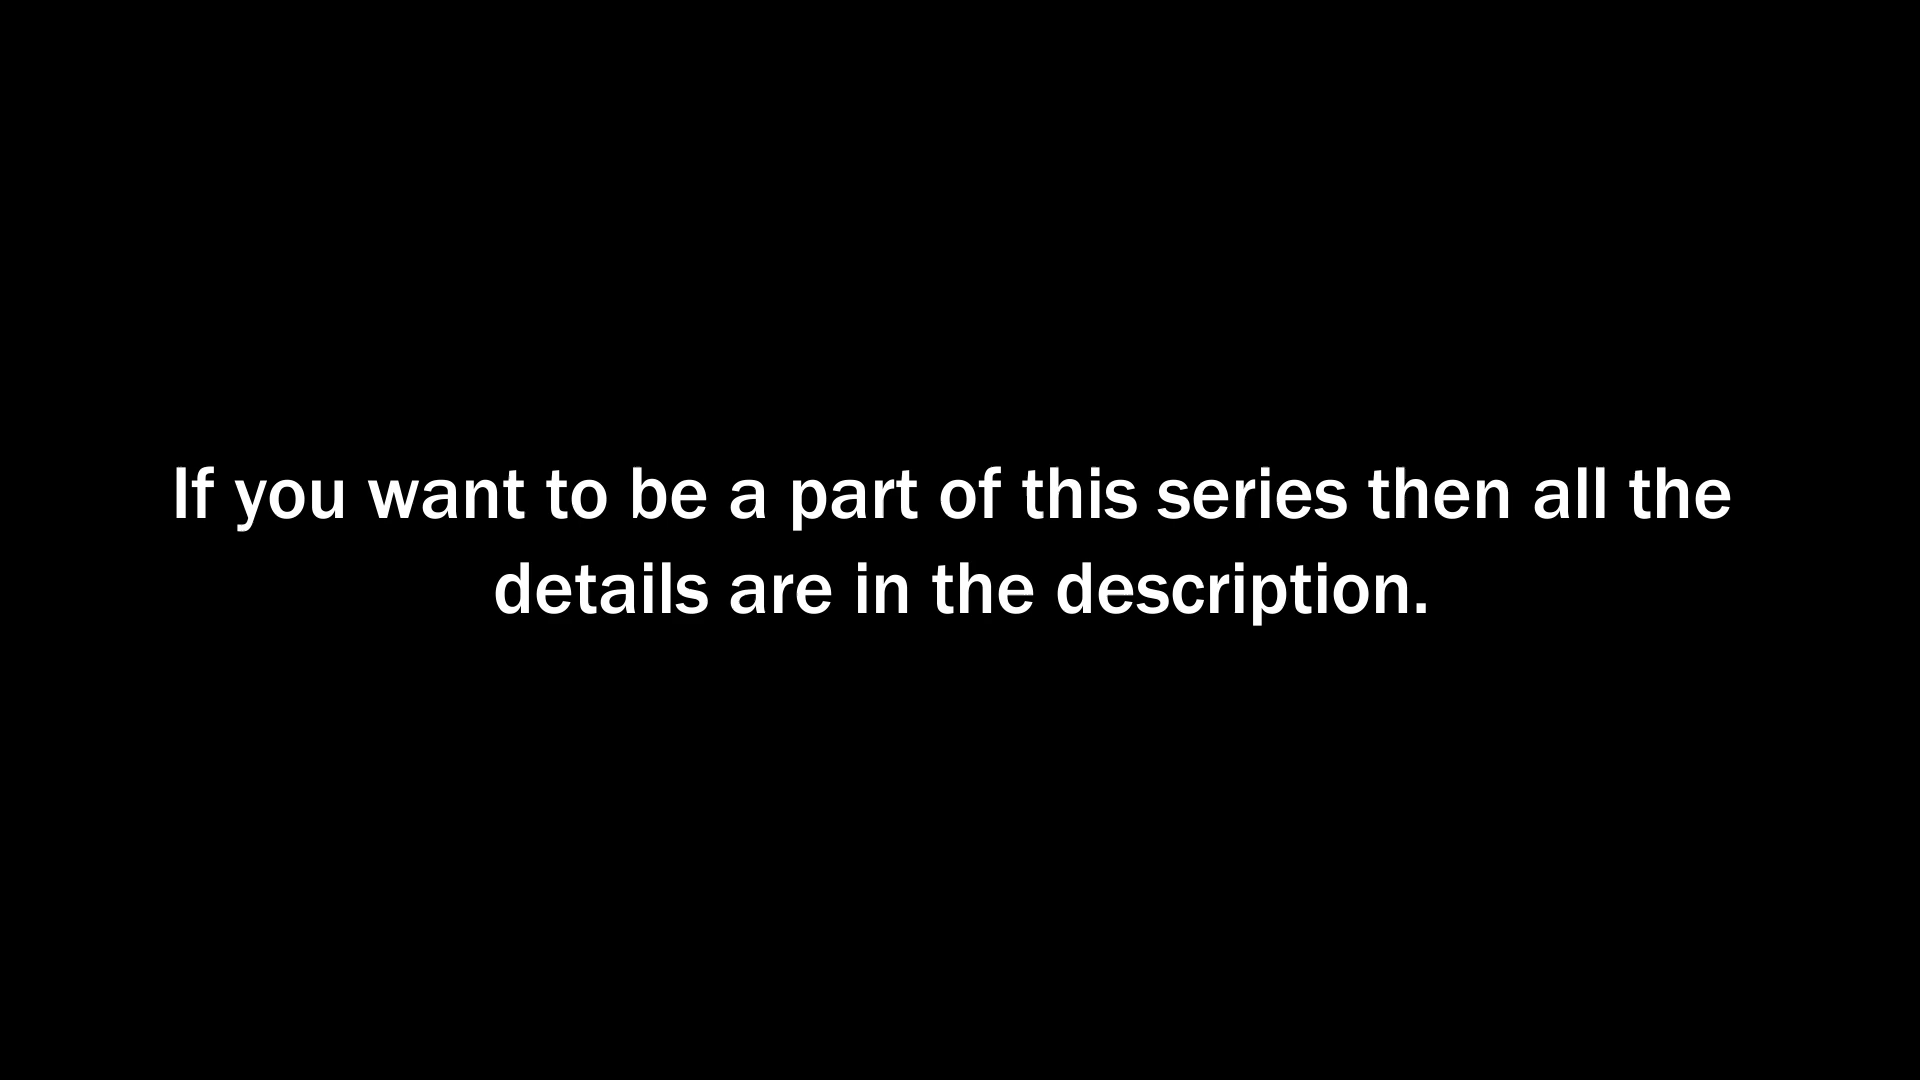 If you want to be a part of this series then all the
details are in the description.